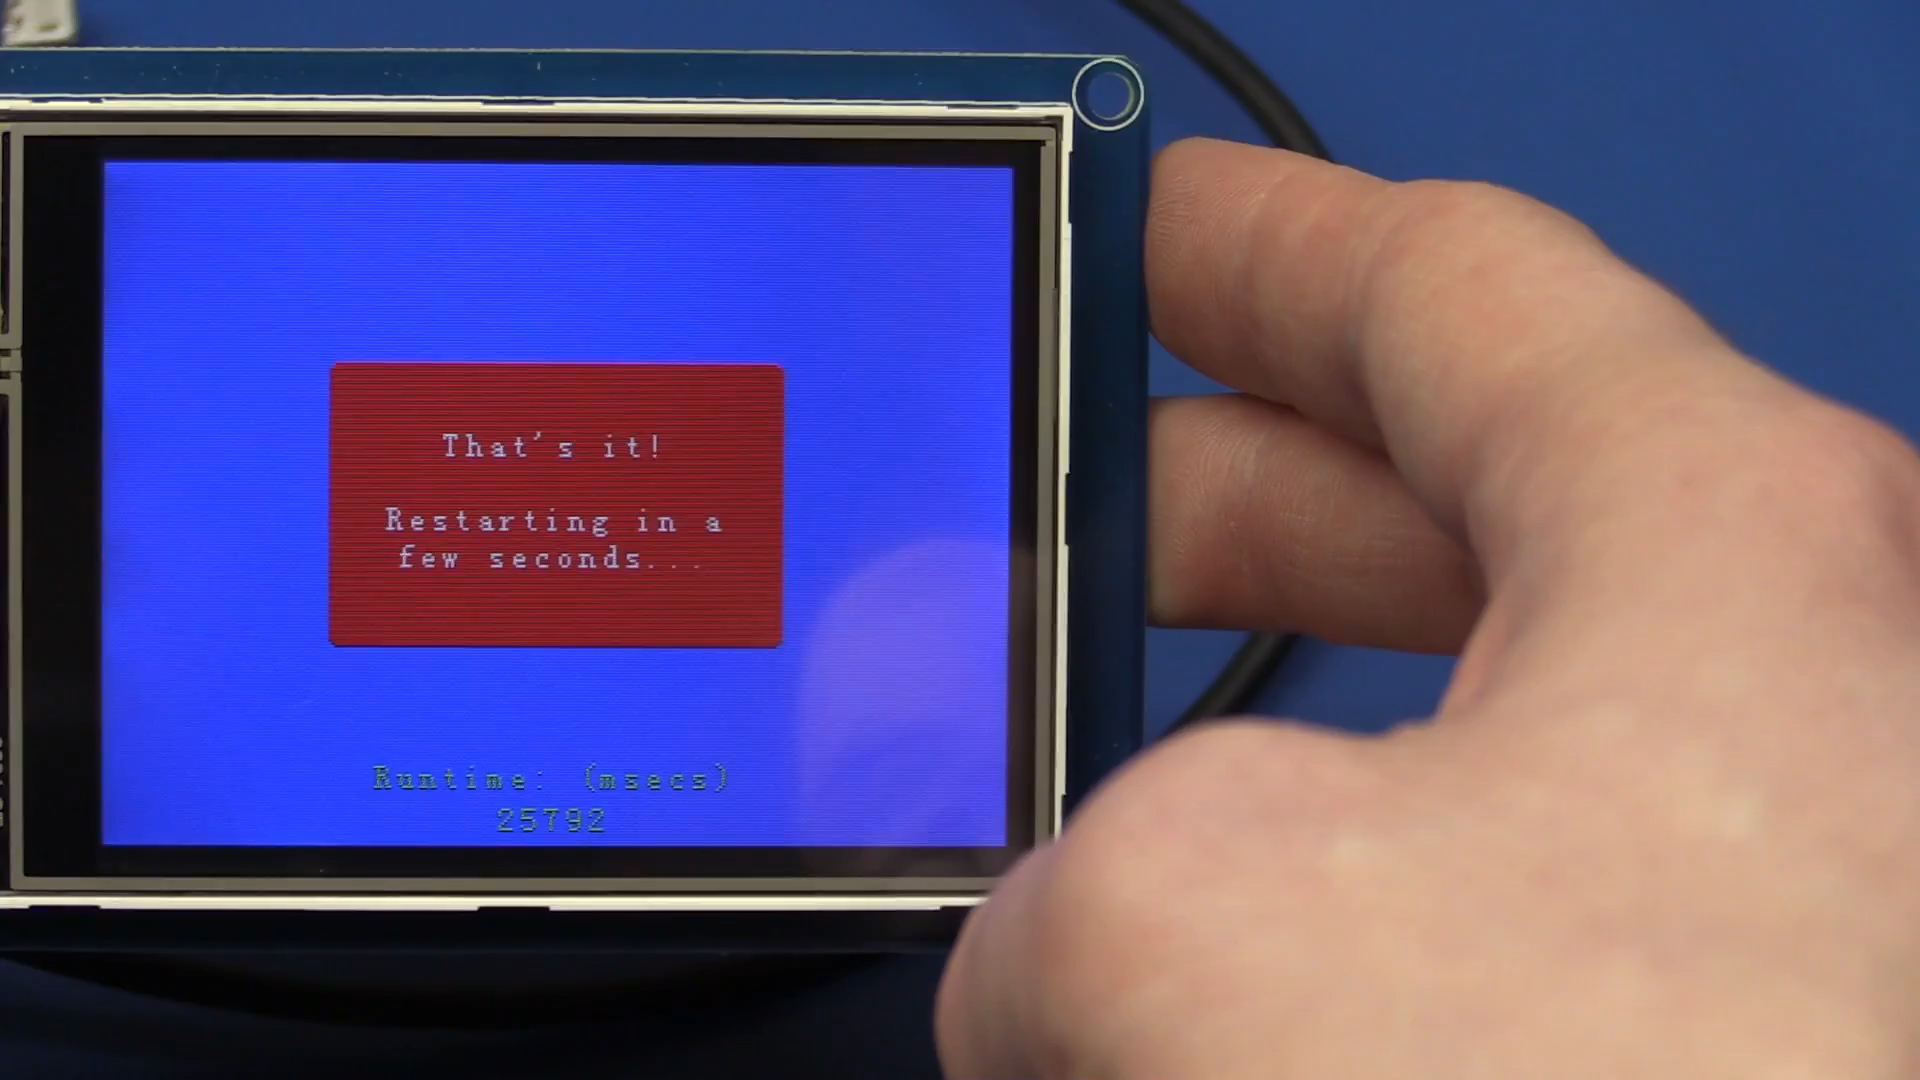 That's it!
Restarting in a
few seconds...
Runtime: (msecs)
25792